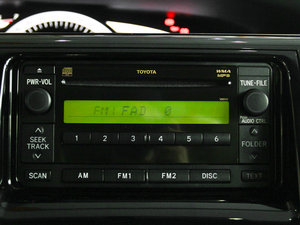 TOYOTA
WMA
MP3
PWR•VOL
TUNE•FILE
FM1 FAD 0
AUDIO CTRL
1 2 3 4 5 6
SEEK
TRACK
FOLDER
SCAN
AM
FM1
FM2
DISC
TEXT